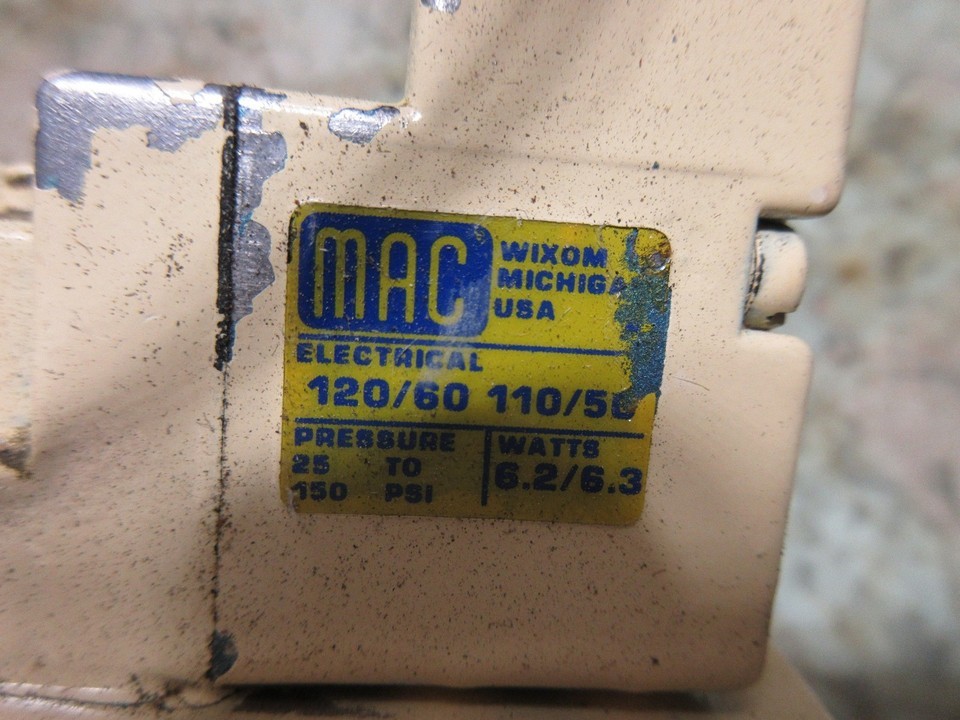 MAC
WIXOM
MICHIGA
USA
ELECTRICAL
120/60 110/50
PRESSURE
25 TO
150 PSI
WATTS
6.2/6.3